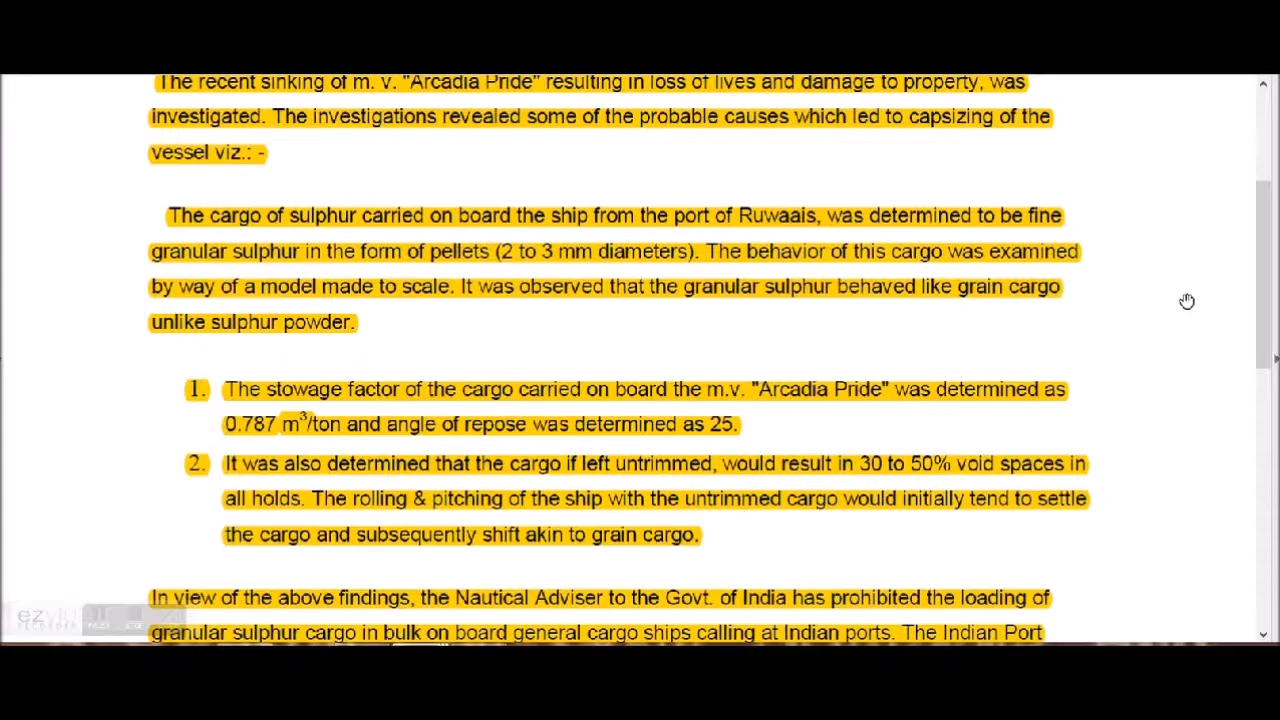 The recent sinking of m. v. "Arcadia Pride" resulting in loss of lives and damage to property, was
investigated. The investigations revealed some of the probable causes which led to capsizing of the
vessel viz.: -
The cargo of sulphur carried on board the ship from the port of Ruwaais, was determined to be fine
granular sulphur in the form of pellets (2 to 3 mm diameters). The behavior of this cargo was examined
by way of a model made to scale. It was observed that the granular sulphur behaved like grain cargo
unlike sulphur powder.
1. The stowage factor of the cargo carried on board the m.v. "Arcadia Pride" was determined as
0.787 m³/ton and angle of repose was determined as 25.
2. It was also determined that the cargo if left untrimmed, would result in 30 to 50% void spaces in
all holds. The rolling & pitching of the ship with the untrimmed cargo would initially tend to settle
the cargo and subsequently shift akin to grain cargo.
In view of the above findings, the Nautical Adviser to the Govt. of India has prohibited the loading of
granular sulphur cargo in bulk on board general cargo ships calling at Indian ports. The Indian Port